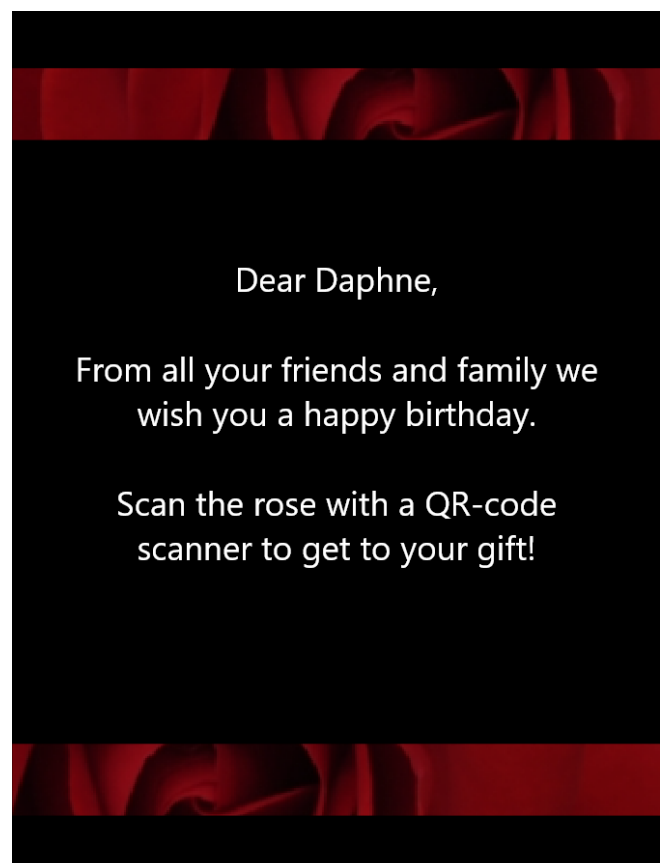 Dear Daphne,
From all your friends and family we
wish you a happy birthday.
Scan the rose with a QR-code
scanner to get to your gift!